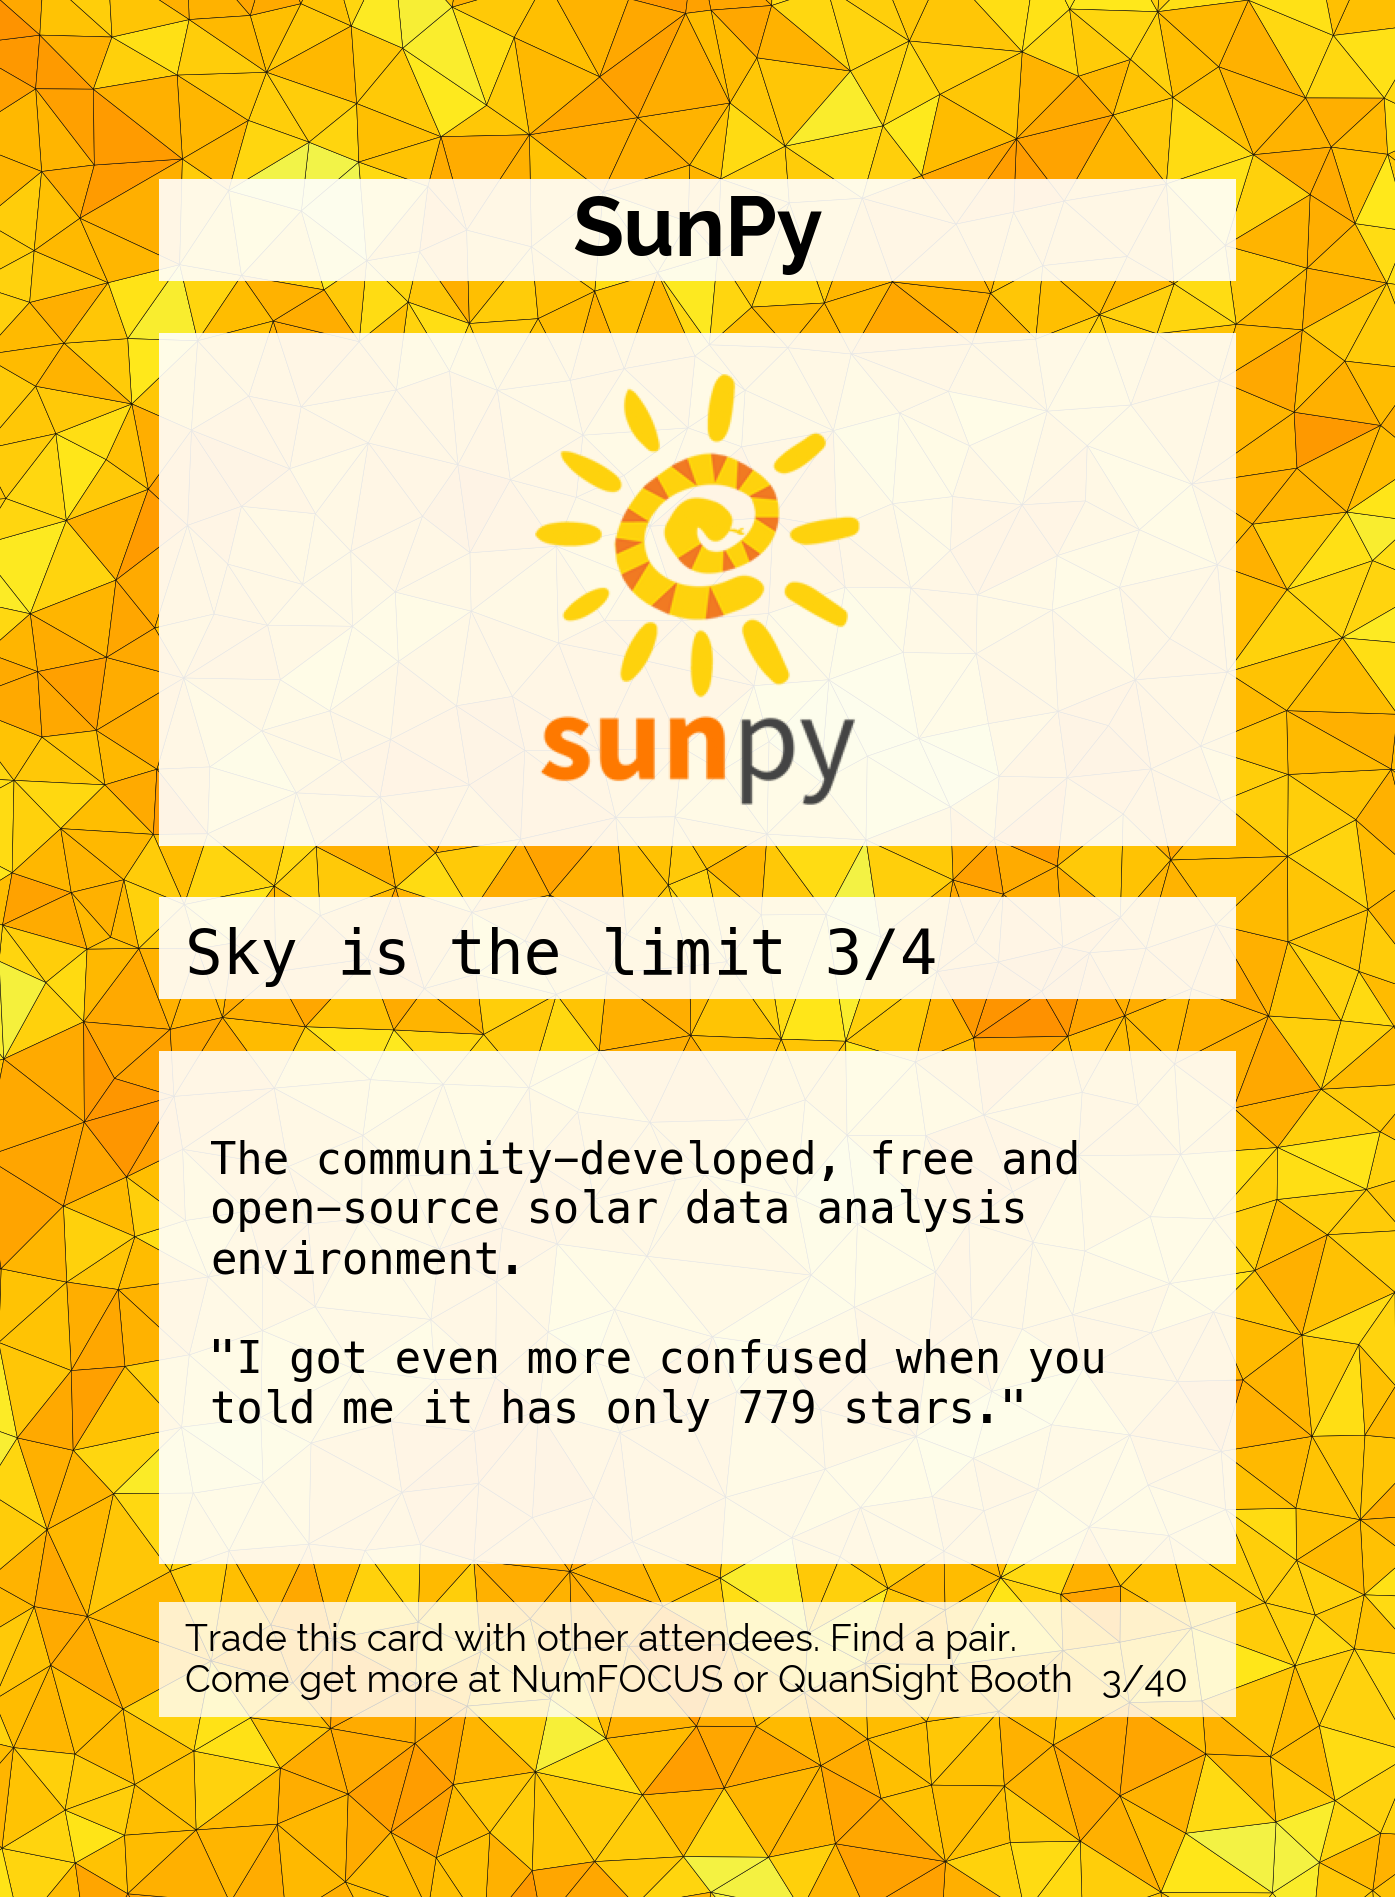 SunPy
sunpy
Sky is the limit 3/4
The community-developed, free and
open-source solar data analysis
environment.
"I got even more confused when you
told me it has only 779 stars."
Trade this card with other attendees. Find a pair.
Come get more at NumFOCUS or QuanSight Booth 3/40